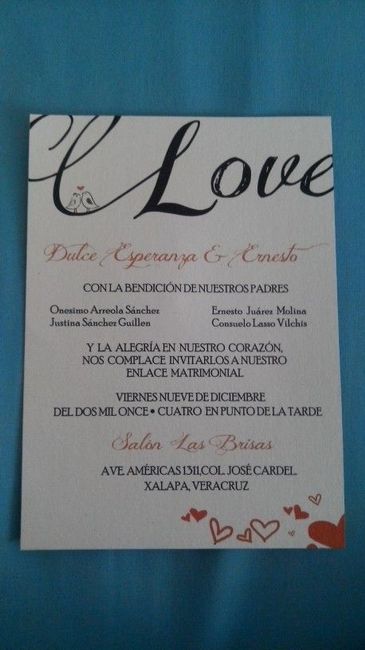 Love
Dulce Esperanza & Ernesto
CON LA BENDICIÓN DE NUESTROS PADRES
Onesimo Arreola Sánchez
Justina Sánchez Guillen
Ernesto Juárez Molina
Consuelo Lasso Vilchis
Y LA ALEGRÍA EN NUESTRO CORAZÓN,
NOS COMPLACE INVITARLOS A NUESTRO
ENLACE MATRIMONIAL
VIERNES NUEVE DE DICIEMBRE
DEL DOS MIL ONCE • CUATRO EN PUNTO DE LA TARDE
Salón Las Brisas
AVE. AMÉRICAS 1311,COL. JOSÉ CARDEL.
XALAPA, VERACRUZ